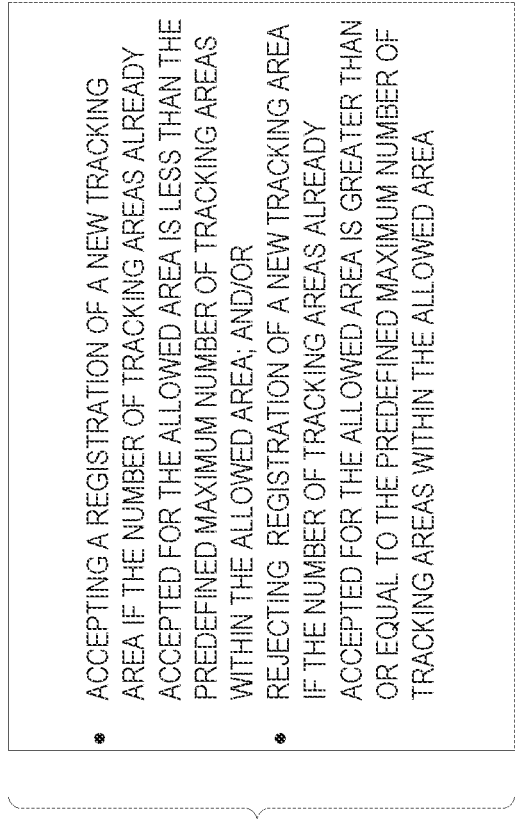 • ACCEPTING A REGISTRATION OF A NEW TRACKING
AREA IF THE NUMBER OF TRACKING AREAS ALREADY
ACCEPTED FOR THE ALLOWED AREA IS LESS THAN THE
PREDEFINED MAXIMUM NUMBER OF TRACKING AREAS
WITHIN THE ALLOWED AREA; AND/OR
• REJECTING REGISTRATION OF A NEW TRACKING AREA
IF THE NUMBER OF TRACKING AREAS ALREADY
ACCEPTED FOR THE ALLOWED AREA IS GREATER THAN
OR EQUAL TO THE PREDEFINED MAXIMUM NUMBER OF
TRACKING AREAS WITHIN THE ALLOWED AREA